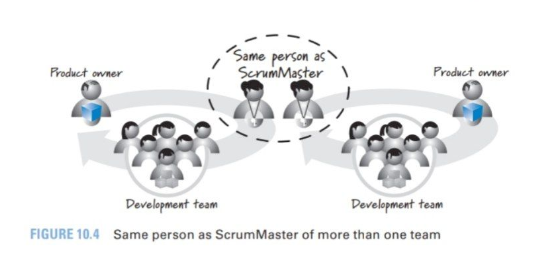 Same person as
ScrumMaster
Product owner
Product owner
Development team
Development team
FIGURE 10.4 Same person as ScrumMaster of more than one team